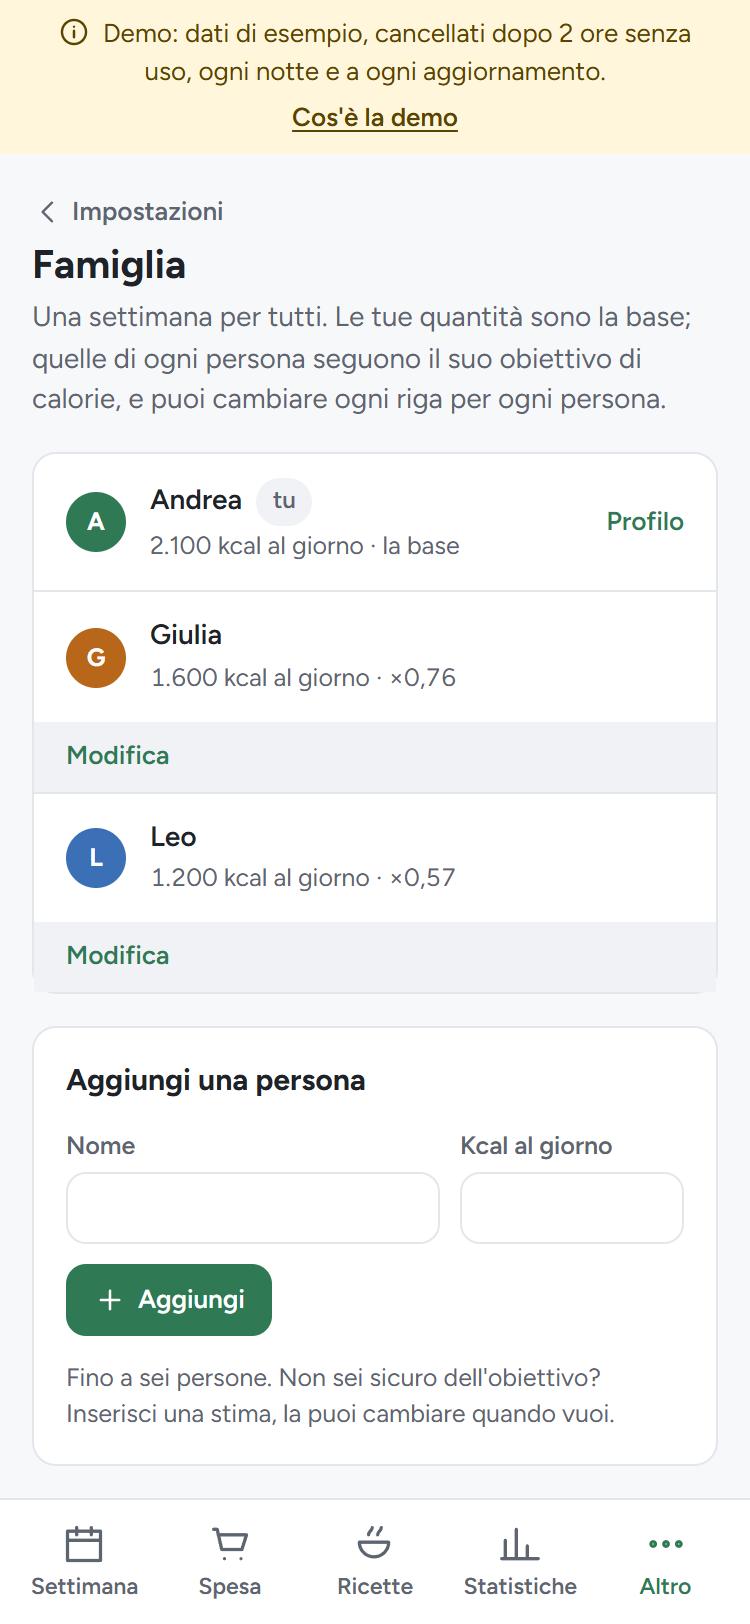 Demo: dati di esempio, cancellati dopo 2 ore senza
uso, ogni notte e a ogni aggiornamento.
Cos'è la demo
Impostazioni
Famiglia
Una settimana per tutti. Le tue quantità sono la base;
quelle di ogni persona seguono il suo obiettivo di
calorie, e puoi cambiare ogni riga per ogni persona.
A
Andrea tu
2.100 kcal al giorno · la base
Profilo
G
Giulia
1.600 kcal al giorno · ×0,76
Modifica
L
Leo
1.200 kcal al giorno · ×0,57
Modifica
Aggiungi una persona
Nome Kcal al giorno
Aggiungi
Fino a sei persone. Non sei sicuro dell'obiettivo?
Inserisci una stima, la puoi cambiare quando vuoi.
Settimana Spesa Ricette Statistiche Altro